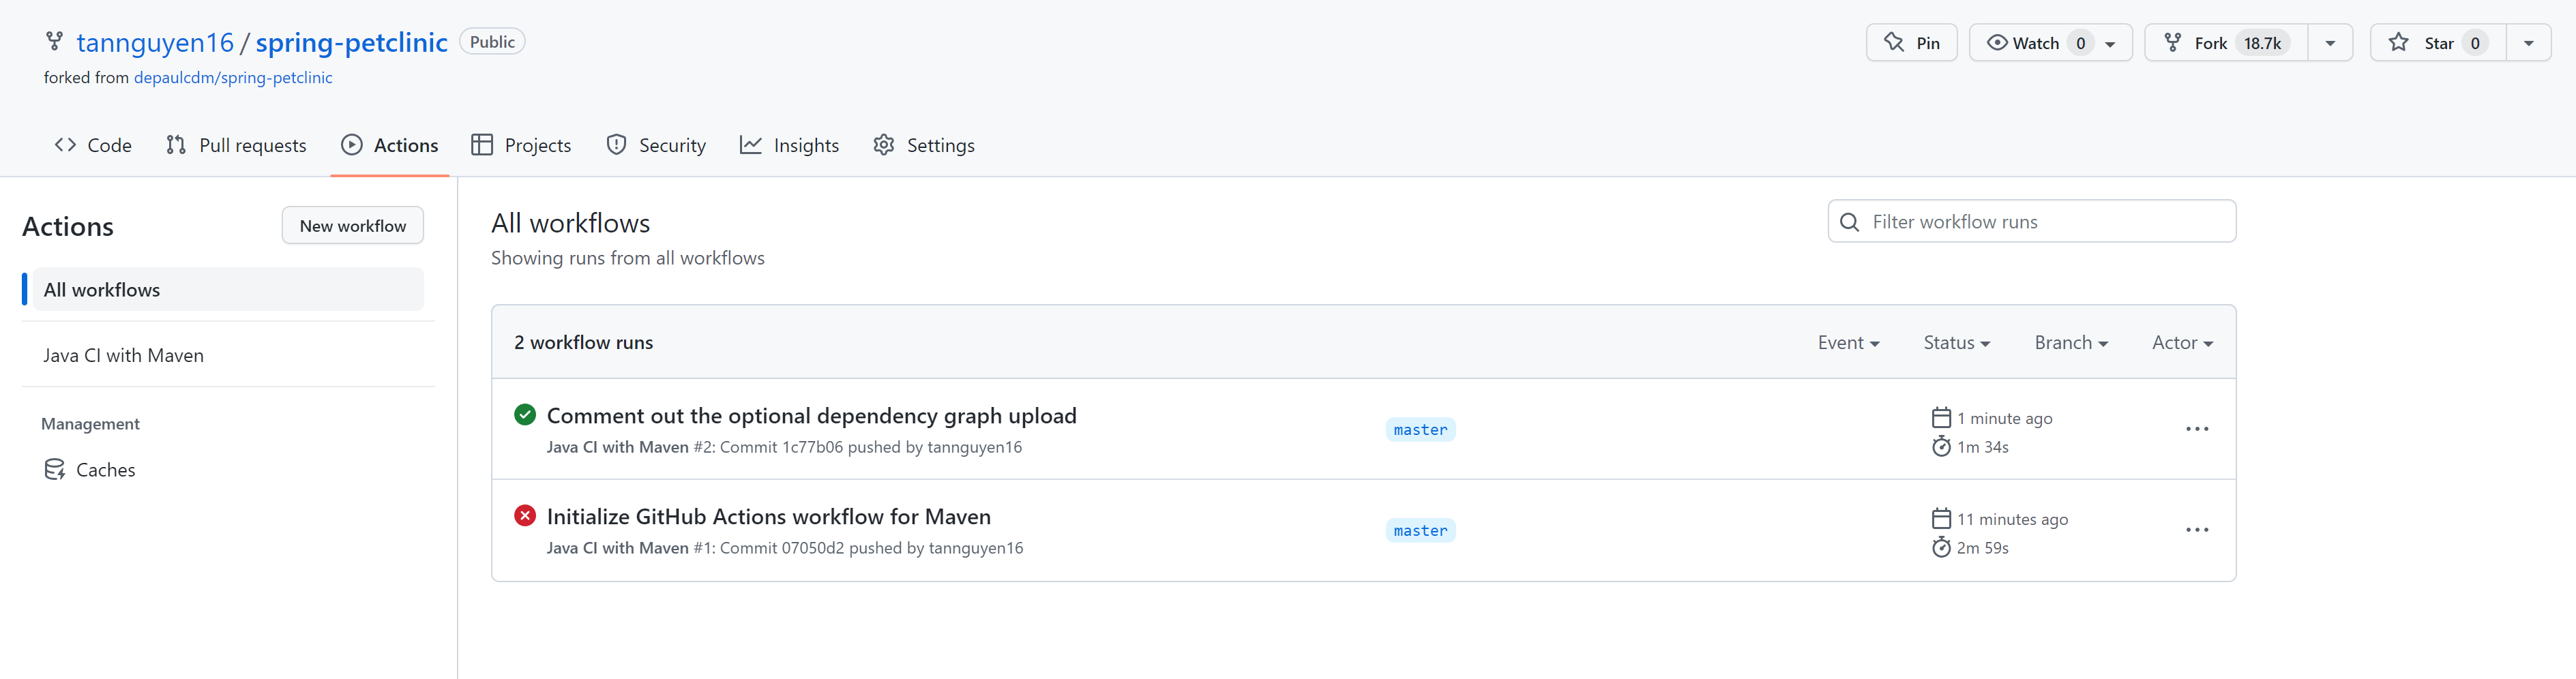 tannguyen16 / spring-petclinic Public
Pin
Watch 0
Fork 18.7k
Star 0
forked from depaulcdm/spring-petclinic
Code
Pull requests
Actions
Projects
Security
Insights
Settings
Actions
New workflow
All workflows
Java CI with Maven
Management
Caches
All workflows
Showing runs from all workflows
Filter workflow runs
2 workflow runs
Event
Status
Branch
Actor
Comment out the optional dependency graph upload
Java CI with Maven #2: Commit 1c77b06 pushed by tannguyen16
master
1 minute ago
1m 34s
Initialize GitHub Actions workflow for Maven
Java CI with Maven #1: Commit 07050d2 pushed by tannguyen16
master
11 minutes ago
2m 59s